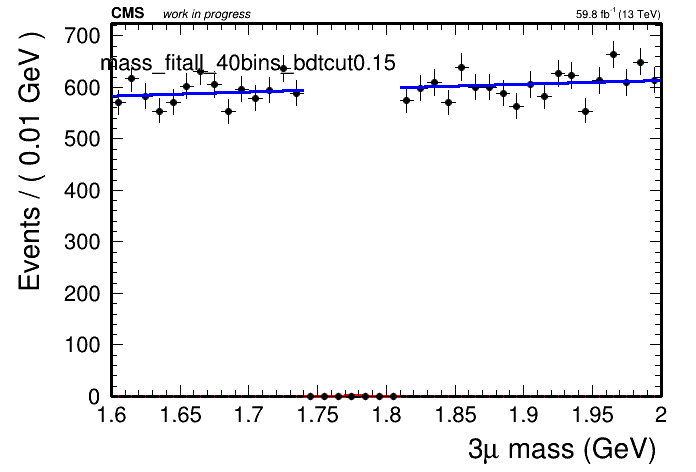 CMS work in progress 59.8 fb⁻¹ (13 TeV)
mass_fitall_40bins_bdtcut0.15
Events / ( 0.01 GeV )
700
600
500
400
300
200
100
0
1.6 1.65 1.7 1.75 1.8 1.85 1.9 1.95 2
3μ mass (GeV)